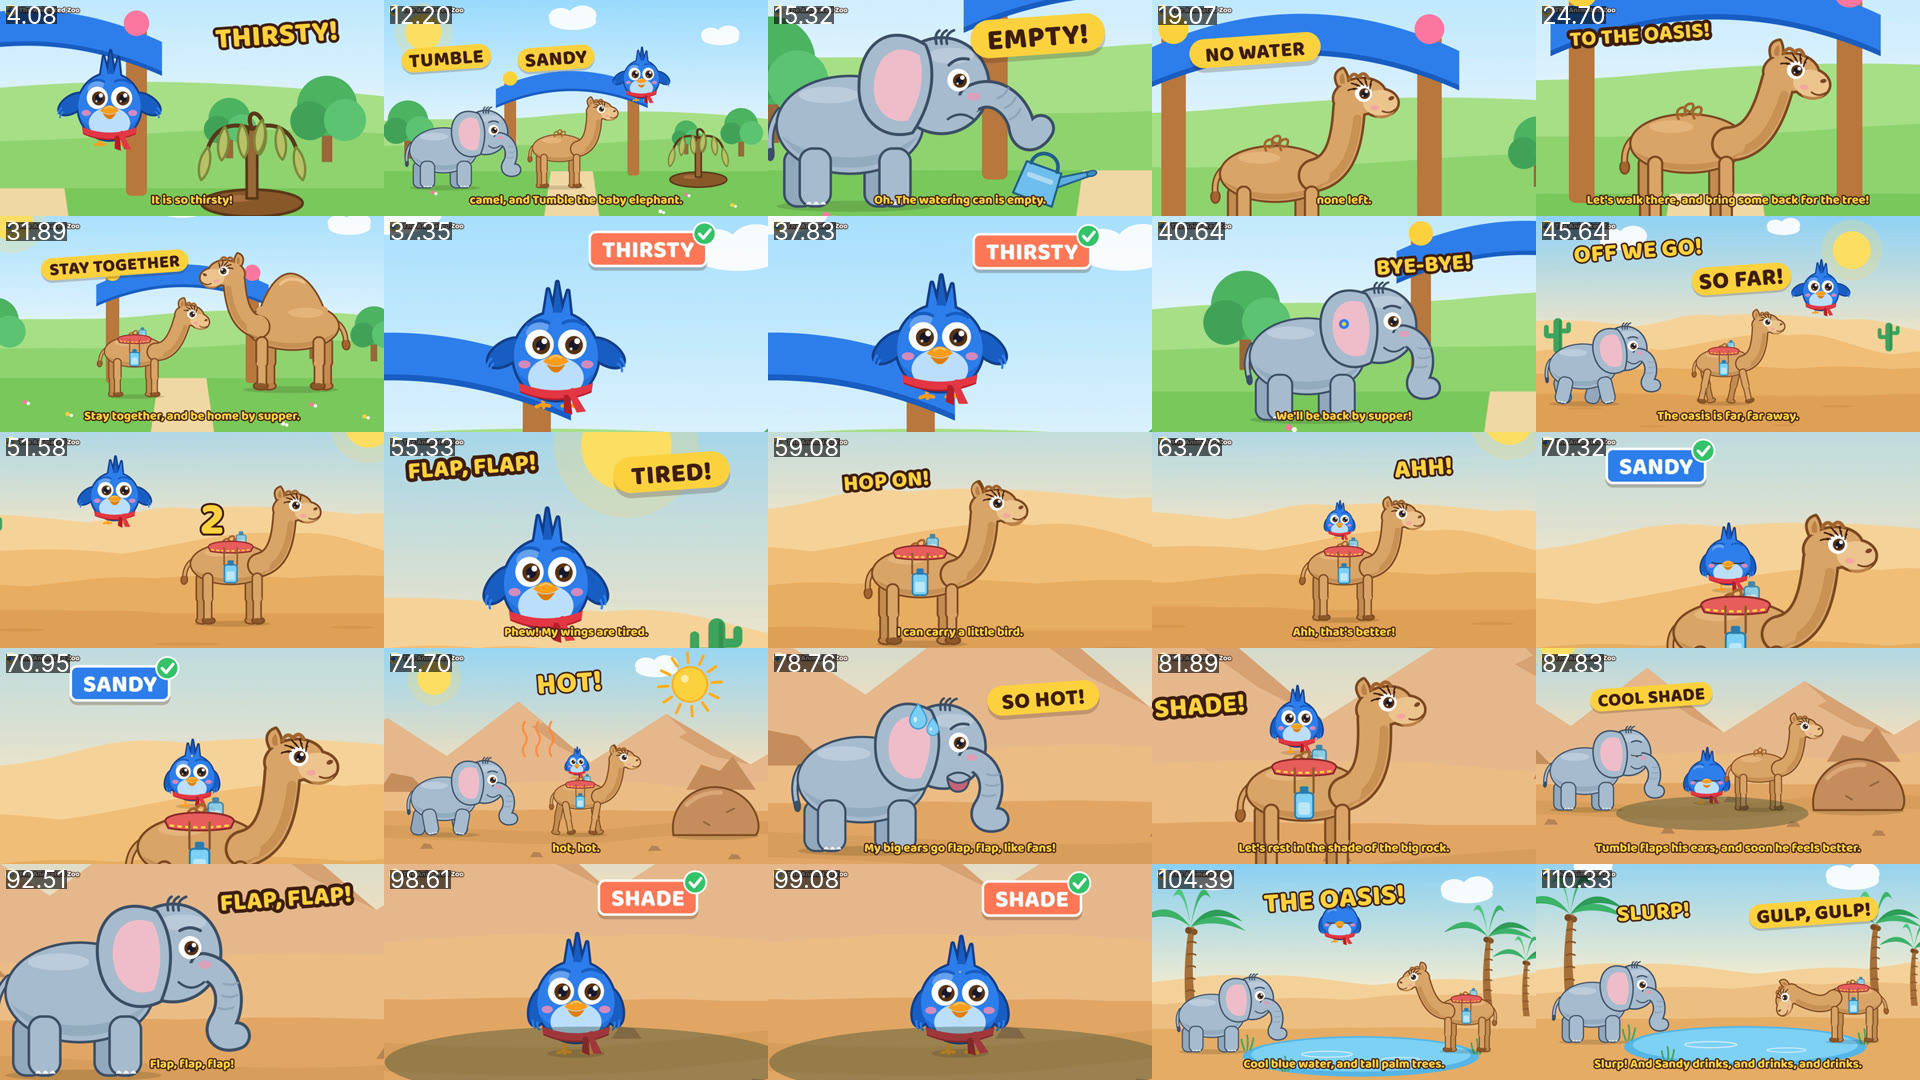 4.08
THIRSTY!
It is so thirsty!
12.20
TUMBLE
SANDY
camel, and Tumble the baby elephant.
15.32
EMPTY!
Oh. The watering can is empty.
19.07
NO WATER
none left.
24.70
TO THE OASIS!
Let's walk there, and bring some back for the tree!
31.89
STAY TOGETHER
Stay together, and be home by supper.
37.35
THIRSTY
37.83
THIRSTY
40.64
BYE-BYE!
We'll be back by supper!
45.64
OFF WE GO!
SO FAR!
The oasis is far, far away.
51.58
2
55.33
FLAP, FLAP!
TIRED!
Phew! My wings are tired.
59.08
HOP ON!
I can carry a little bird.
63.76
AHH!
Ahh, that's better!
70.32
SANDY
70.95
SANDY
74.70
HOT!
hot, hot.
78.76
SO HOT!
My big ears go flap, flap, like fans!
81.89
SHADE!
Let's rest in the shade of the big rock.
87.83
COOL SHADE
Tumble flaps his ears, and soon he feels better.
92.51
FLAP, FLAP!
Flap, flap, flap!
98.61
SHADE
99.08
SHADE
104.39
THE OASIS!
Cool blue water, and tall palm trees.
110.33
SLURP!
GULP, GULP!
Slurp! And Sandy drinks, and drinks, and drinks.